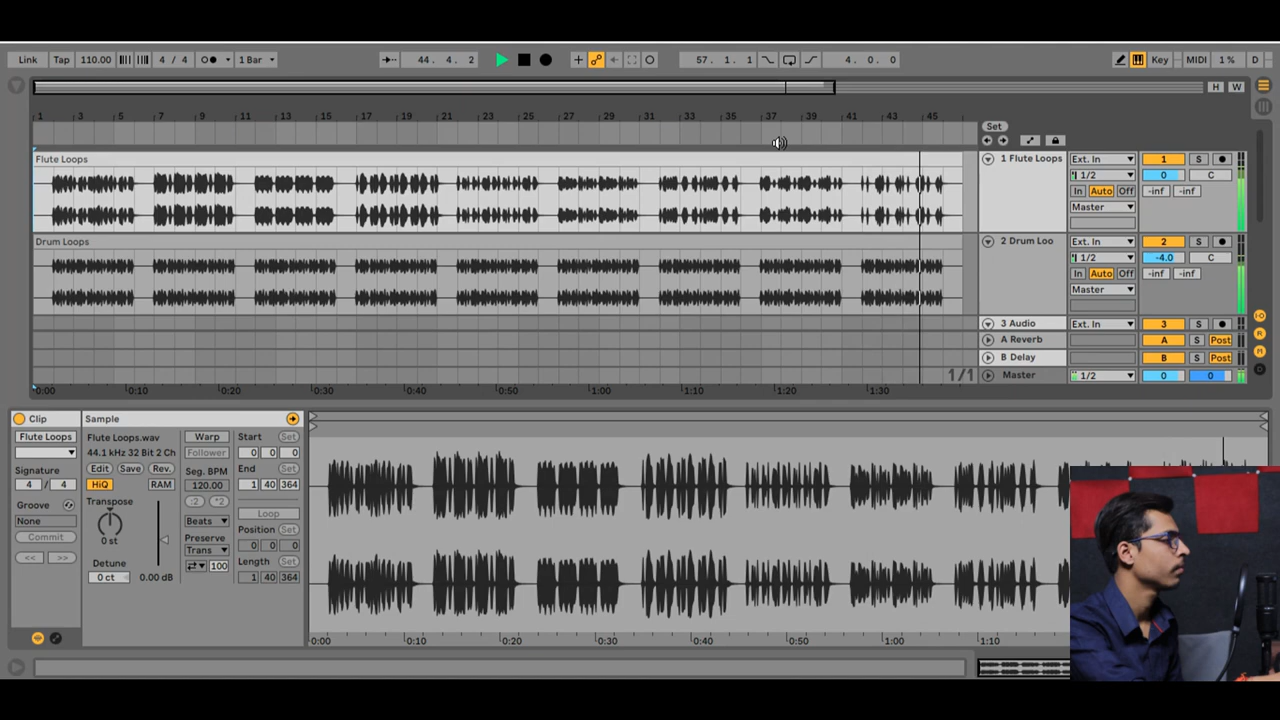 Link Tap 110.00 4 / 4 1 Bar 44. 4. 2 57. 1. 1 4. 0. 0 Key MIDI 1 % D
H W
1 3 5 7 9 11 13 15 17 19 21 23 25 27 29 31 33 35 37 39 41 43 45
Set
Flute Loops
1 Flute Loops Ext. In 1 S
1/2 0 C
In Auto Off -inf -inf
Master
Drum Loops
2 Drum Loo Ext. In 2 S
1/2 -4.0 C
In Auto Off -inf -inf
Master
3 Audio Ext. In 3 S
A Reverb A S Post
B Delay B S Post
1/1 Master 1/2 0 0
0:00 0:10 0:20 0:30 0:40 0:50 1:00 1:10 1:20 1:30
Clip Sample
Flute Loops Flute Loops.wav Warp Start Set
44.1 kHz 32 Bit 2 Ch Follower 0 0 0
Signature Edit Save Rev. Seg. BPM End Set
4 / 4 HiQ RAM 120.00 1 40 364
Groove Transpose :2 *2 Loop
None Beats Position Set
Commit 0 st Preserve 0 0 0
<< >> Trans Length Set
Detune 100 1 40 364
0 ct 0.00 dB
0:00 0:10 0:20 0:30 0:40 0:50 1:00 1:10